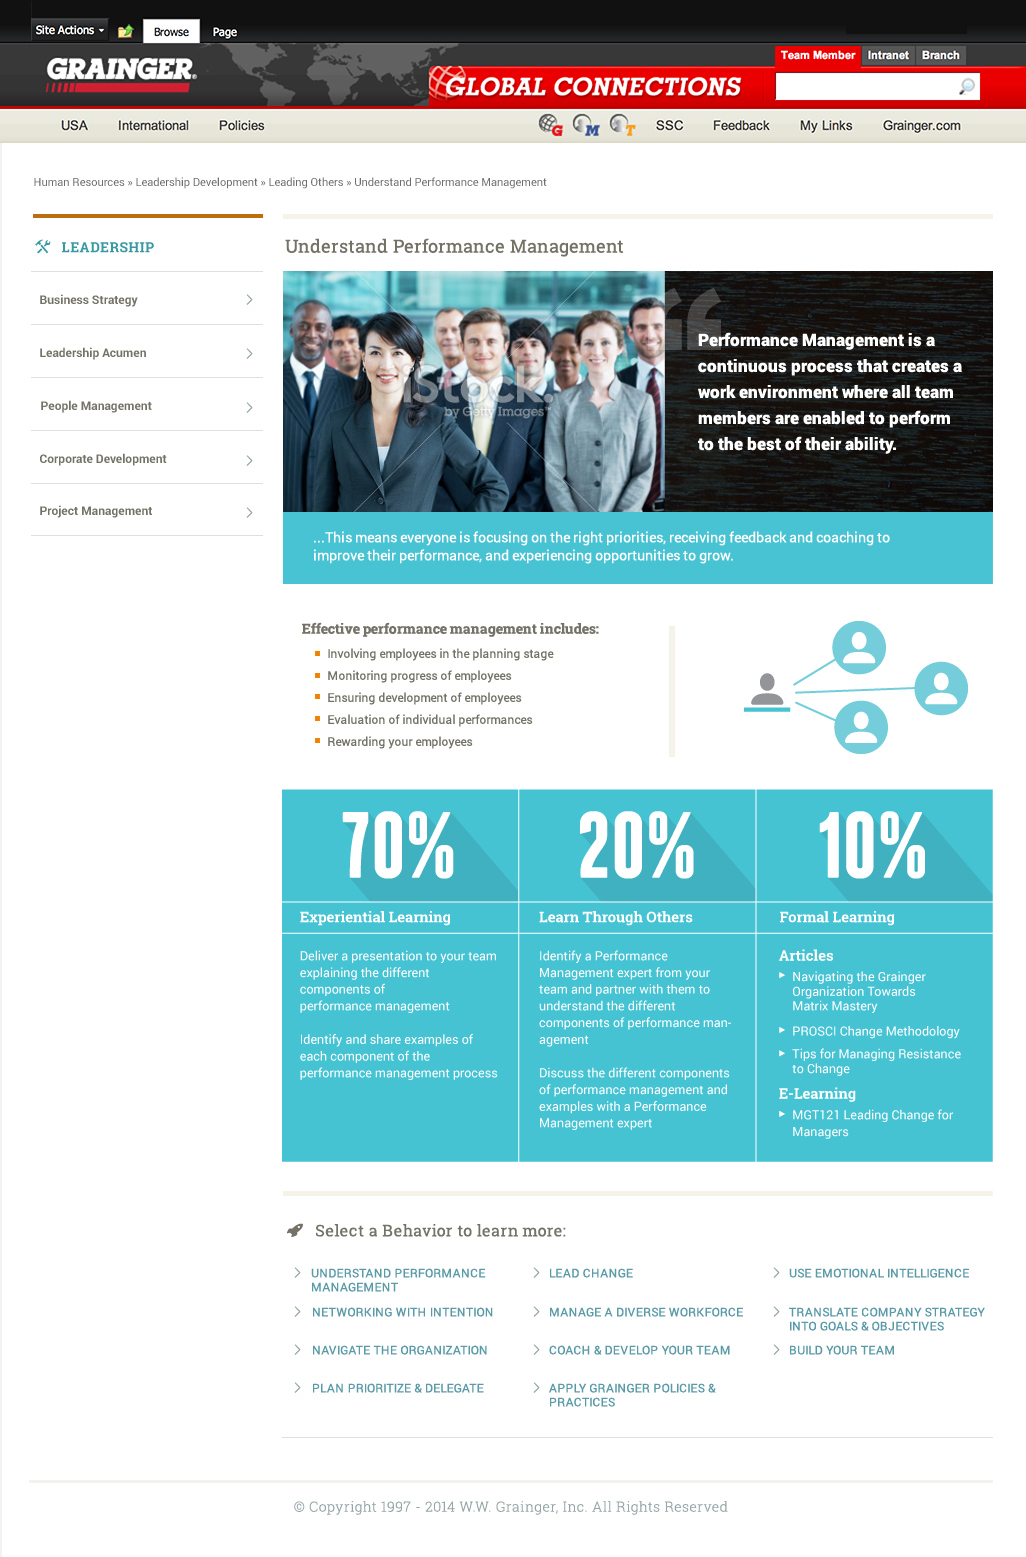 Site Actions
Browse
Page
GRAINGER
GLOBAL CONNECTIONS
Team Member
Intranet
Branch
USA
International
Policies
G
M
T
SSC
Feedback
My Links
Grainger.com
Human Resources » Leadership Development » Leading Others » Understand Performance Management
LEADERSHIP
Business Strategy
Leadership Acumen
People Management
Corporate Development
Project Management
Understand Performance Management
iStock.
by Getty Images™
“
Performance Management is a
continuous process that creates a
work environment where all team
members are enabled to perform
to the best of their ability.
...This means everyone is focusing on the right priorities, receiving feedback and coaching to
improve their performance, and experiencing opportunities to grow.
Effective performance management includes:
Involving employees in the planning stage
Monitoring progress of employees
Ensuring development of employees
Evaluation of individual performances
Rewarding your employees
70%
Experiential Learning
Deliver a presentation to your team
explaining the different
components of
performance management
Identify and share examples of
each component of the
performance management process
20%
Learn Through Others
Identify a Performance
Management expert from your
team and partner with them to
understand the different
components of performance man-
agement
Discuss the different components
of performance management and
examples with a Performance
Management expert
10%
Formal Learning
Articles
Navigating the Grainger
Organization Towards
Matrix Mastery
PROSCI Change Methodology
Tips for Managing Resistance
to Change
E-Learning
MGT121 Leading Change for
Managers
Select a Behavior to learn more:
UNDERSTAND PERFORMANCE
MANAGEMENT
NETWORKING WITH INTENTION
NAVIGATE THE ORGANIZATION
PLAN PRIORITIZE & DELEGATE
LEAD CHANGE
MANAGE A DIVERSE WORKFORCE
COACH & DEVELOP YOUR TEAM
APPLY GRAINGER POLICIES &
PRACTICES
USE EMOTIONAL INTELLIGENCE
TRANSLATE COMPANY STRATEGY
INTO GOALS & OBJECTIVES
BUILD YOUR TEAM
© Copyright 1997 - 2014 W.W. Grainger, Inc. All Rights Reserved